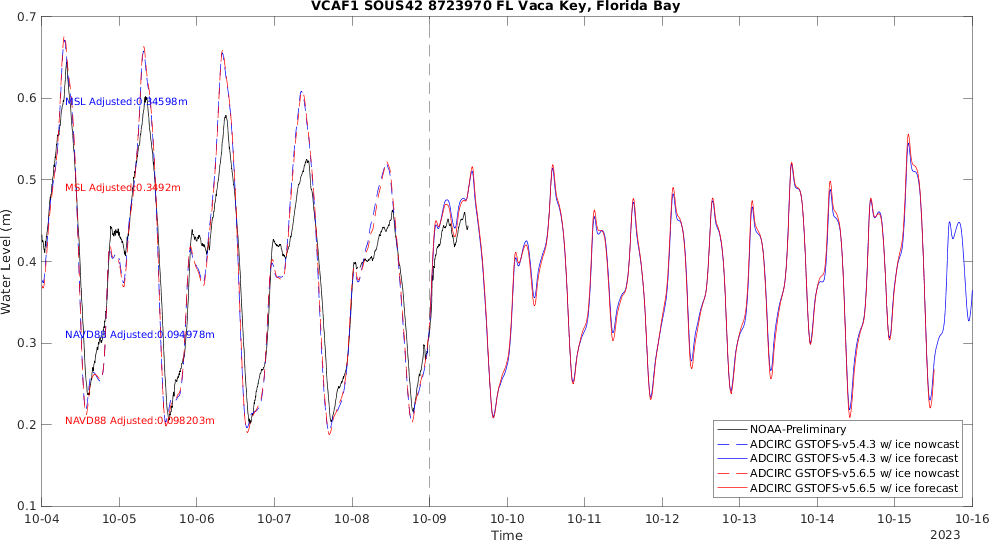 VCAF1 SOUS42 8723970 FL Vaca Key, Florida Bay
Water Level (m)
0.7
0.6
0.5
0.4
0.3
0.2
0.1
MSL Adjusted:0.34598m
MSL Adjusted:0.3492m
NAVD88 Adjusted:0.094978m
NAVD88 Adjusted:0.098203m
NOAA-Preliminary
ADCIRC GSTOFS-v5.4.3 w/ ice nowcast
ADCIRC GSTOFS-v5.4.3 w/ ice forecast
ADCIRC GSTOFS-v5.6.5 w/ ice nowcast
ADCIRC GSTOFS-v5.6.5 w/ ice forecast
10-04 10-05 10-06 10-07 10-08 10-09 10-10 10-11 10-12 10-13 10-14 10-15 10-16
Time
2023